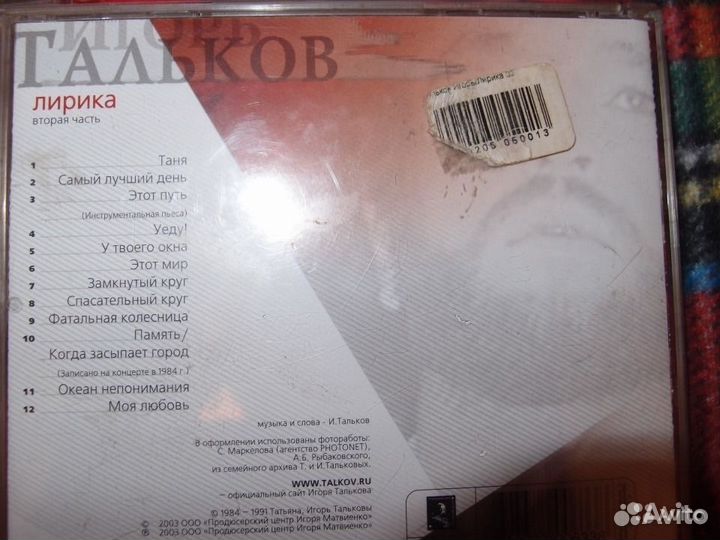 Игорь
Тальков
лирика
вторая часть
1 Таня
2 Самый лучший день
3 Этот путь
(Инструментальная пьеса)
4 Уеду!
5 У твоего окна
6 Этот мир
7 Замкнутый круг
8 Спасательный круг
9 Фатальная колесница
10 Память/
Когда засыпает город
(Записано на концерте в 1984 г.)
11 Океан непонимания
12 Моя любовь
музыка и слова - И.Тальков
В оформлении использованы фотоработы:
С. Маркелова (агентство PHOTONET),
А.Б. Рыбаковского,
из семейного архива Т. и И.Тальковых.
WWW.TALKOV.RU
– официальный сайт Игоря Талькова
© 1984 – 1991 Татьяна, Игорь Тальковы
© 2003 ООО «Продюсерский центр Игоря Матвиенко»
℗ 2003 ООО «Продюсерский центр Игоря Матвиенко»
205 060013
Avito